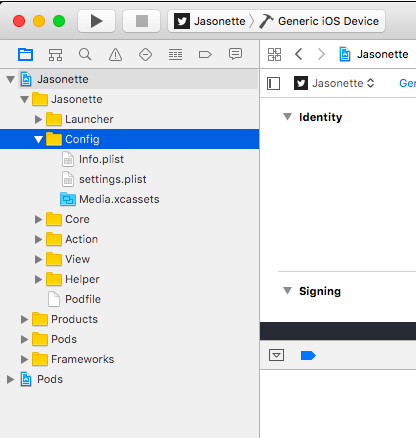 Jasonette
Generic iOS Device
Jasonette
Jasonette
Launcher
Config
Info.plist
settings.plist
Media.xcassets
Core
Action
View
Helper
Podfile
Products
Pods
Frameworks
Pods
Jasonette
Jasonette
Ger
Identity
Signing